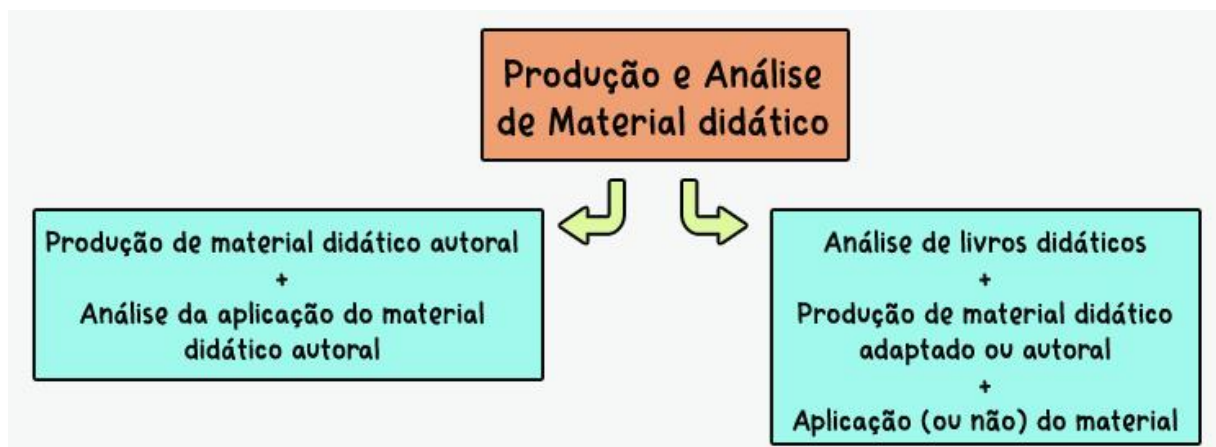 Produção e Análise
de Material didático
Produção de material didático autoral
+
Análise da aplicação do material
didático autoral
Análise de livros didáticos
+
Produção de material didático
adaptado ou autoral
+
Aplicação (ou não) do material